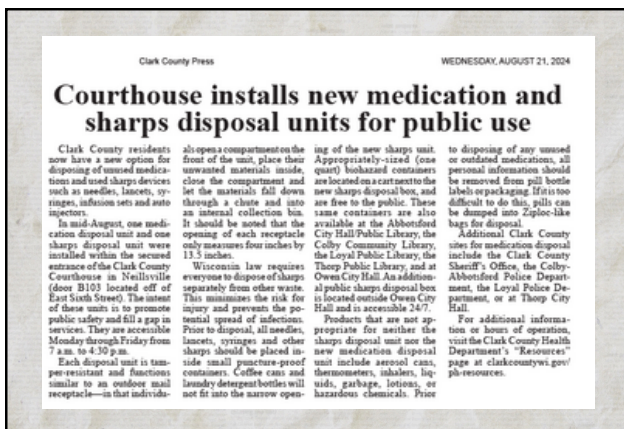 Clark County Press
WEDNESDAY, AUGUST 21, 2024
Courthouse installs new medication and
sharps disposal units for public use
Clark County residents
now have a new option for
disposing of unused medica-
tions and used sharps devices
such as needles, lancets, sy-
ringes, infusion sets and auto
injectors.
In mid-August, one medi-
cation disposal unit and one
sharps disposal unit were
installed within the secured
entrance of the Clark County
Courthouse in Neillsville
(door B103 located off of
East Sixth Street). The intent
of these units is to promote
public safety and fill a gap in
services. They are accessible
Monday through Friday from
7 a.m. to 4:30 p.m.
Each disposal unit is tam-
per-resistant and functions
similar to an outdoor mail
receptacle—in that individu-
als open a compartment on the
front of the unit, place their
unwanted materials inside,
close the compartment and
let the materials fall down
through a chute and into
an internal collection bin.
It should be noted that the
opening of each receptacle
only measures four inches by
13.5 inches.
Wisconsin law requires
everyone to dispose of sharps
separately from other waste.
This minimizes the risk for
injury and prevents the po-
tential spread of infections.
Prior to disposal, all needles,
lancets, syringes and other
sharps should be placed in-
side small puncture-proof
containers. Coffee cans and
laundry detergent bottles will
not fit into the narrow open-
ing of the new sharps unit.
Appropriately-sized (one
quart) biohazard containers
are located on a cart next to the
new sharps disposal box, and
are free to the public. These
same containers are also
available at the Abbotsford
City Hall/Public Library, the
Colby Community Library,
the Loyal Public Library, the
Thorp Public Library, and at
Owen City Hall. An addition-
al public sharps disposal box
is located outside Owen City
Hall and is accessible 24/7.
Products that are not ap-
propriate for neither the
sharps disposal unit nor the
new medication disposal
unit include aerosol cans,
thermometers, inhalers, liq-
uids, garbage, lotions, or
hazardous chemicals. Prior
to disposing of any unused
or outdated medications, all
personal information should
be removed from pill bottle
labels or packaging. If it is too
difficult to do this, pills can
be dumped into Ziploc-like
bags for disposal.
Additional Clark County
sites for medication disposal
include the Clark County
Sheriff's Office, the Colby-
Abbotsford Police Depart-
ment, the Loyal Police De-
partment, or at Thorp City
Hall.
For additional informa-
tion or hours of operation,
visit the Clark County Health
Department's "Resources"
page at clarkcountywi.gov/
ph-resources.